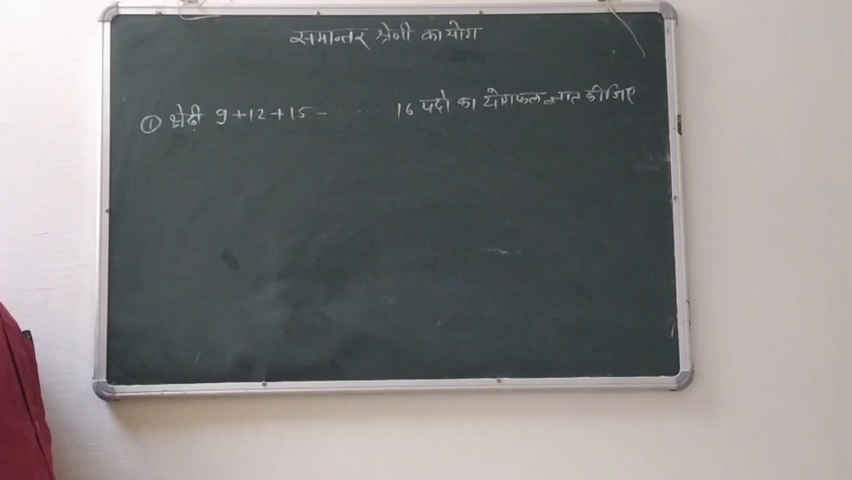 समान्तर श्रेणी का योग
① श्रेढ़ी 9+12+15- ..... 16 पदो का योगफल ज्ञात कीजिए